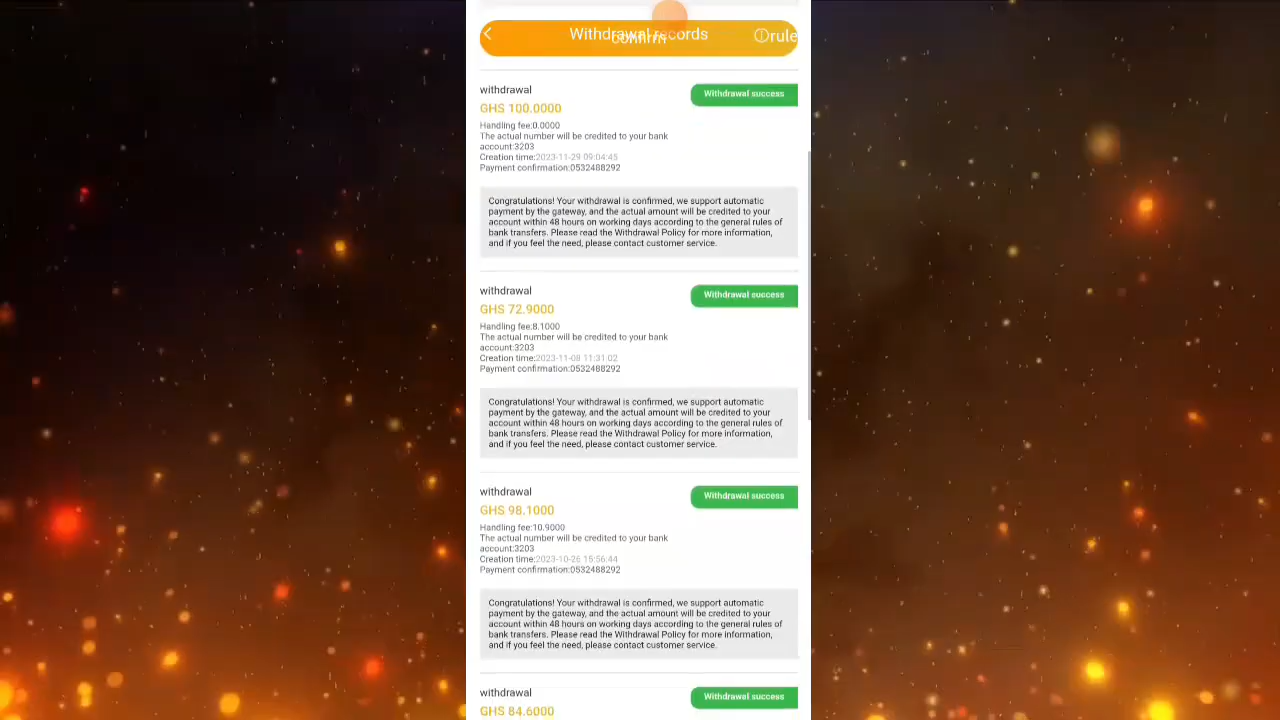 Withdrawal records
confirm
rule
withdrawal
Withdrawal success
GHS 100.0000
Handling fee:0.0000
The actual number will be credited to your bank
account:3203
Creation time:2023-11-29 09:04:45
Payment confirmation:0532488292
Congratulations! Your withdrawal is confirmed, we support automatic
payment by the gateway, and the actual amount will be credited to your
account within 48 hours on working days according to the general rules of
bank transfers. Please read the Withdrawal Policy for more information,
and if you feel the need, please contact customer service.
withdrawal
Withdrawal success
GHS 72.9000
Handling fee:8.1000
The actual number will be credited to your bank
account:3203
Creation time:2023-11-08 11:31:02
Payment confirmation:0532488292
Congratulations! Your withdrawal is confirmed, we support automatic
payment by the gateway, and the actual amount will be credited to your
account within 48 hours on working days according to the general rules of
bank transfers. Please read the Withdrawal Policy for more information,
and if you feel the need, please contact customer service.
withdrawal
Withdrawal success
GHS 98.1000
Handling fee:10.9000
The actual number will be credited to your bank
account:3203
Creation time:2023-10-26 15:56:44
Payment confirmation:0532488292
Congratulations! Your withdrawal is confirmed, we support automatic
payment by the gateway, and the actual amount will be credited to your
account within 48 hours on working days according to the general rules of
bank transfers. Please read the Withdrawal Policy for more information,
and if you feel the need, please contact customer service.
withdrawal
Withdrawal success
GHS 84.6000